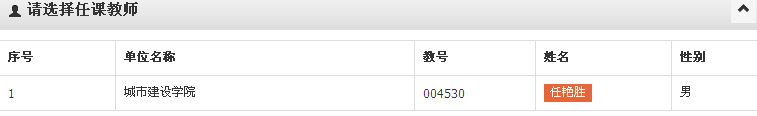 请选择任课教师
序号 单位名称 教号 姓名 性别
1 城市建设学院 004530 任艳胜 男